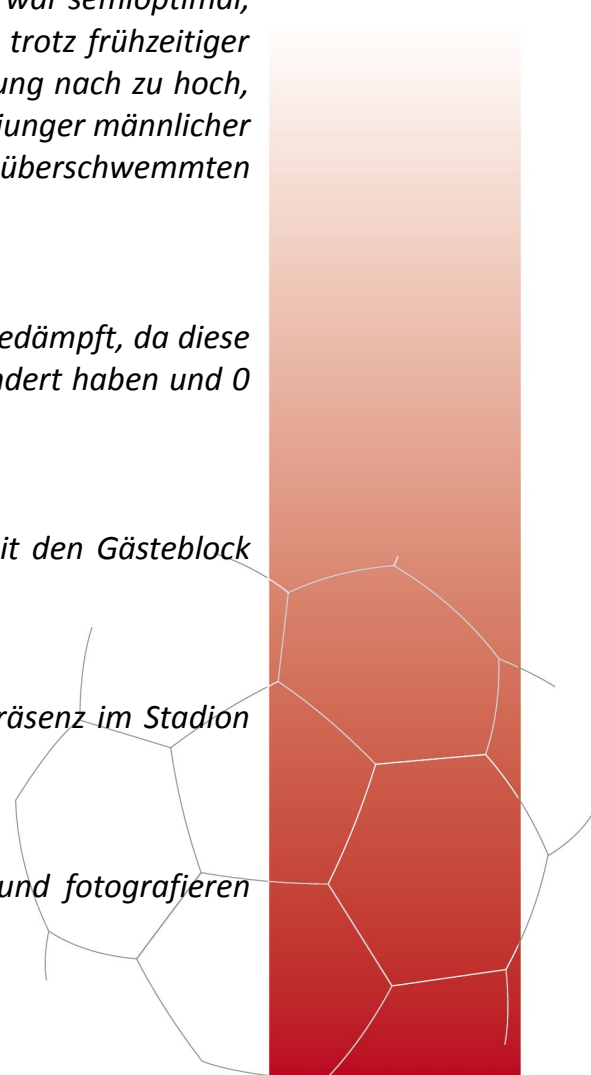 war semioptimal,
trotz frühzeitiger
ung nach zu hoch,
junger männlicher
überschwemmten
edämpft, da diese
ndert haben und 0
it den Gästeblock
räsenz im Stadion
und fotografieren